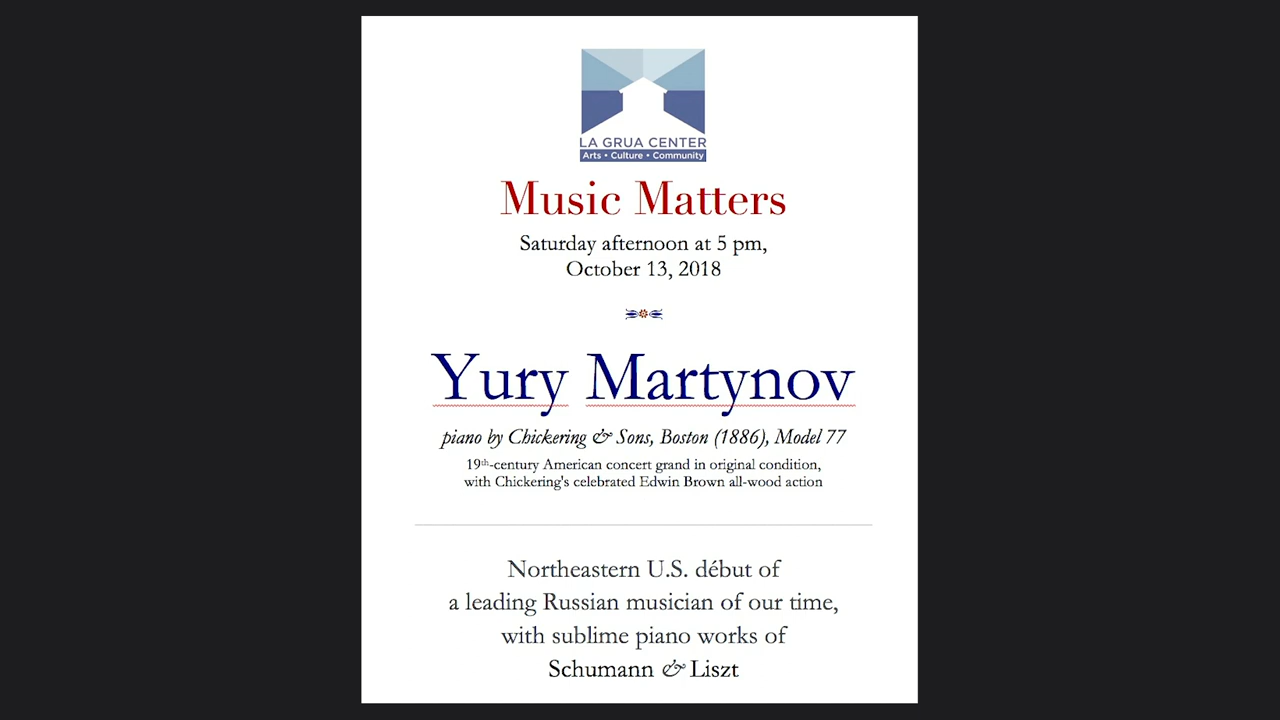 LA GRUA CENTER
Arts • Culture • Community
Music Matters
Saturday afternoon at 5 pm,
October 13, 2018
Yury Martynov
piano by Chickering & Sons, Boston (1886), Model 77
19th-century American concert grand in original condition,
with Chickering's celebrated Edwin Brown all-wood action
Northeastern U.S. début of
a leading Russian musician of our time,
with sublime piano works of
Schumann & Liszt